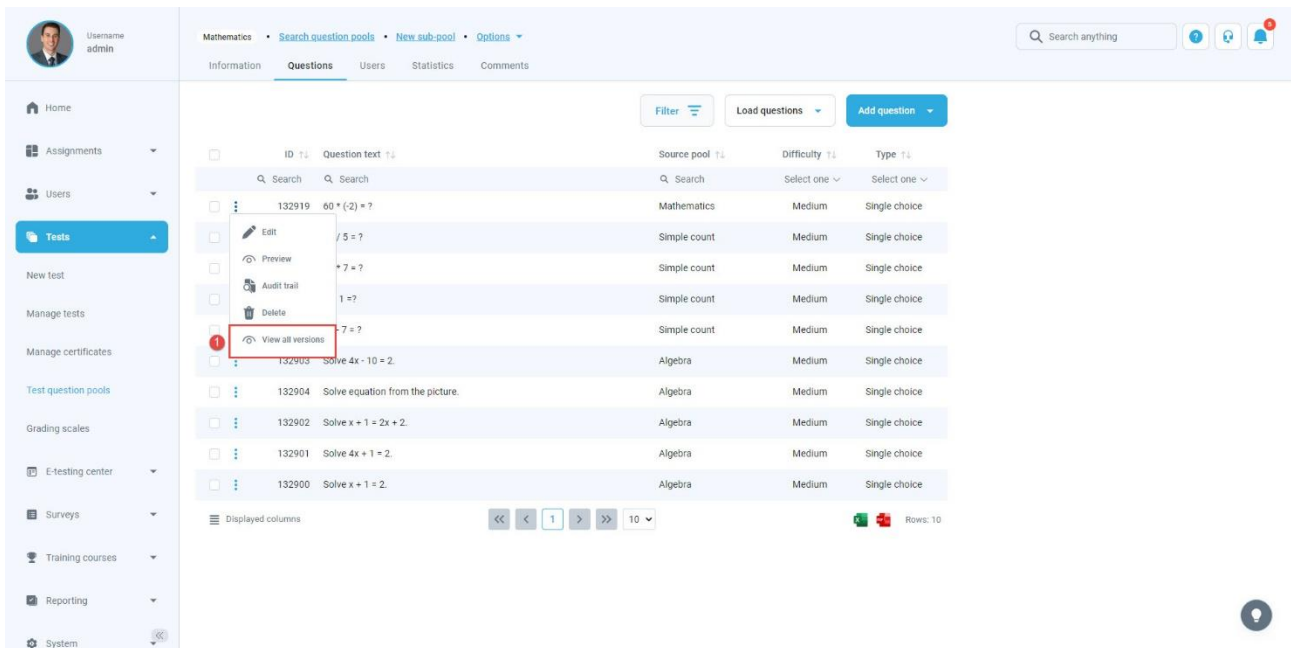 Username
admin
Mathematics • Search question pools • New sub-pool • Options
Search anything
5
Information Questions Users Statistics Comments
Home
Assignments
Users
Tests
New test
Manage tests
Manage certificates
Test question pools
Grading scales
E-testing center
Surveys
Training courses
Reporting
System
Filter Load questions Add question
ID Question text Source pool Difficulty Type
Search Search Search Select one Select one
132919 60 * (-2) = ? Mathematics Medium Single choice
/ 5 = ? Simple count Medium Single choice
* 7 = ? Simple count Medium Single choice
1 =? Simple count Medium Single choice
7 = ? Simple count Medium Single choice
Edit
Preview
Audit trail
Delete
1 View all versions
132903 Solve 4x - 10 = 2. Algebra Medium Single choice
132904 Solve equation from the picture. Algebra Medium Single choice
132902 Solve x + 1 = 2x + 2. Algebra Medium Single choice
132901 Solve 4x + 1 = 2. Algebra Medium Single choice
132900 Solve x + 1 = 2. Algebra Medium Single choice
Displayed columns << < 1 > >> 10 Rows: 10